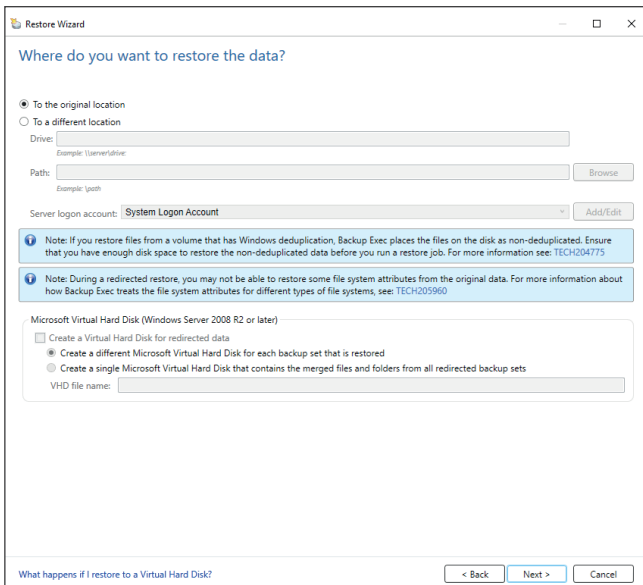 Restore Wizard
Where do you want to restore the data?
To the original location
To a different location
Drive:
Example: \\server\drive:
Path:
Browse
Example: \path
Server logon account: System Logon Account
Add/Edit
Note: If you restore files from a volume that has Windows deduplication, Backup Exec places the files on the disk as non-deduplicated. Ensure
that you have enough disk space to restore the non-deduplicated data before you run a restore job. For more information see: TECH204775
Note: During a redirected restore, you may not be able to restore some file system attributes from the original data. For more information about
how Backup Exec treats the file system attributes for different types of file systems, see: TECH205960
Microsoft Virtual Hard Disk (Windows Server 2008 R2 or later)
Create a Virtual Hard Disk for redirected data
Create a different Microsoft Virtual Hard Disk for each backup set that is restored
Create a single Microsoft Virtual Hard Disk that contains the merged files and folders from all redirected backup sets
VHD file name:
What happens if I restore to a Virtual Hard Disk?
< Back
Next >
Cancel